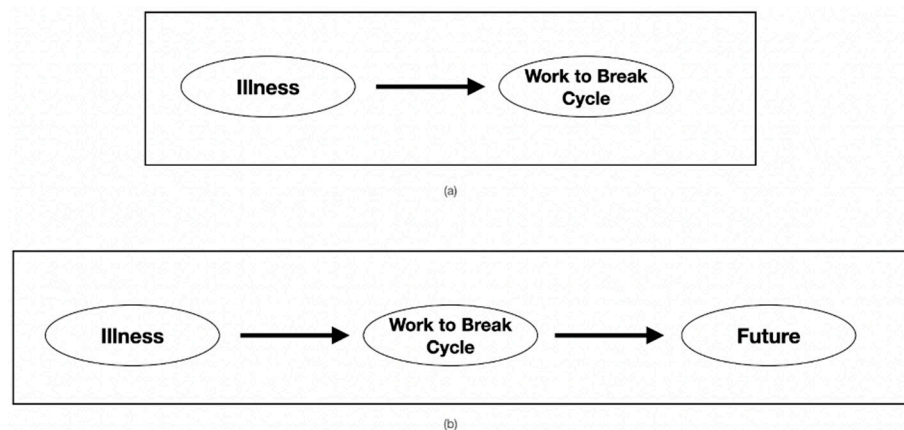 Illness
Work to Break
Cycle
(a)
Illness
Work to Break
Cycle
Future
(b)